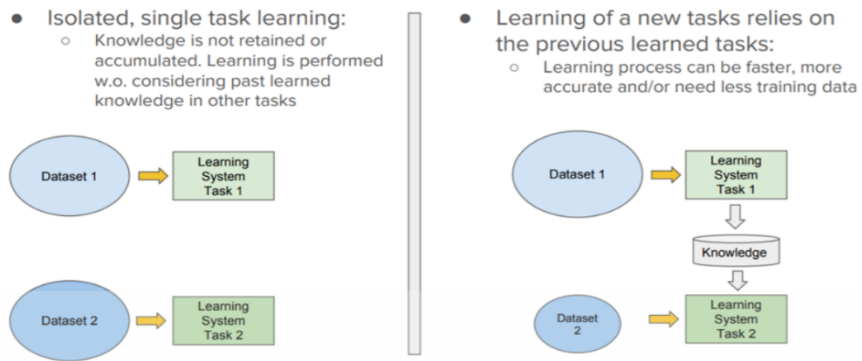 ● Isolated, single task learning:
○ Knowledge is not retained or
accumulated. Learning is performed
w.o. considering past learned
knowledge in other tasks
Dataset 1
Learning
System
Task 1
Dataset 2
Learning
System
Task 2
● Learning of a new tasks relies on
the previous learned tasks:
○ Learning process can be faster, more
accurate and/or need less training data
Dataset 1
Learning
System
Task 1
Knowledge
Dataset
2
Learning
System
Task 2